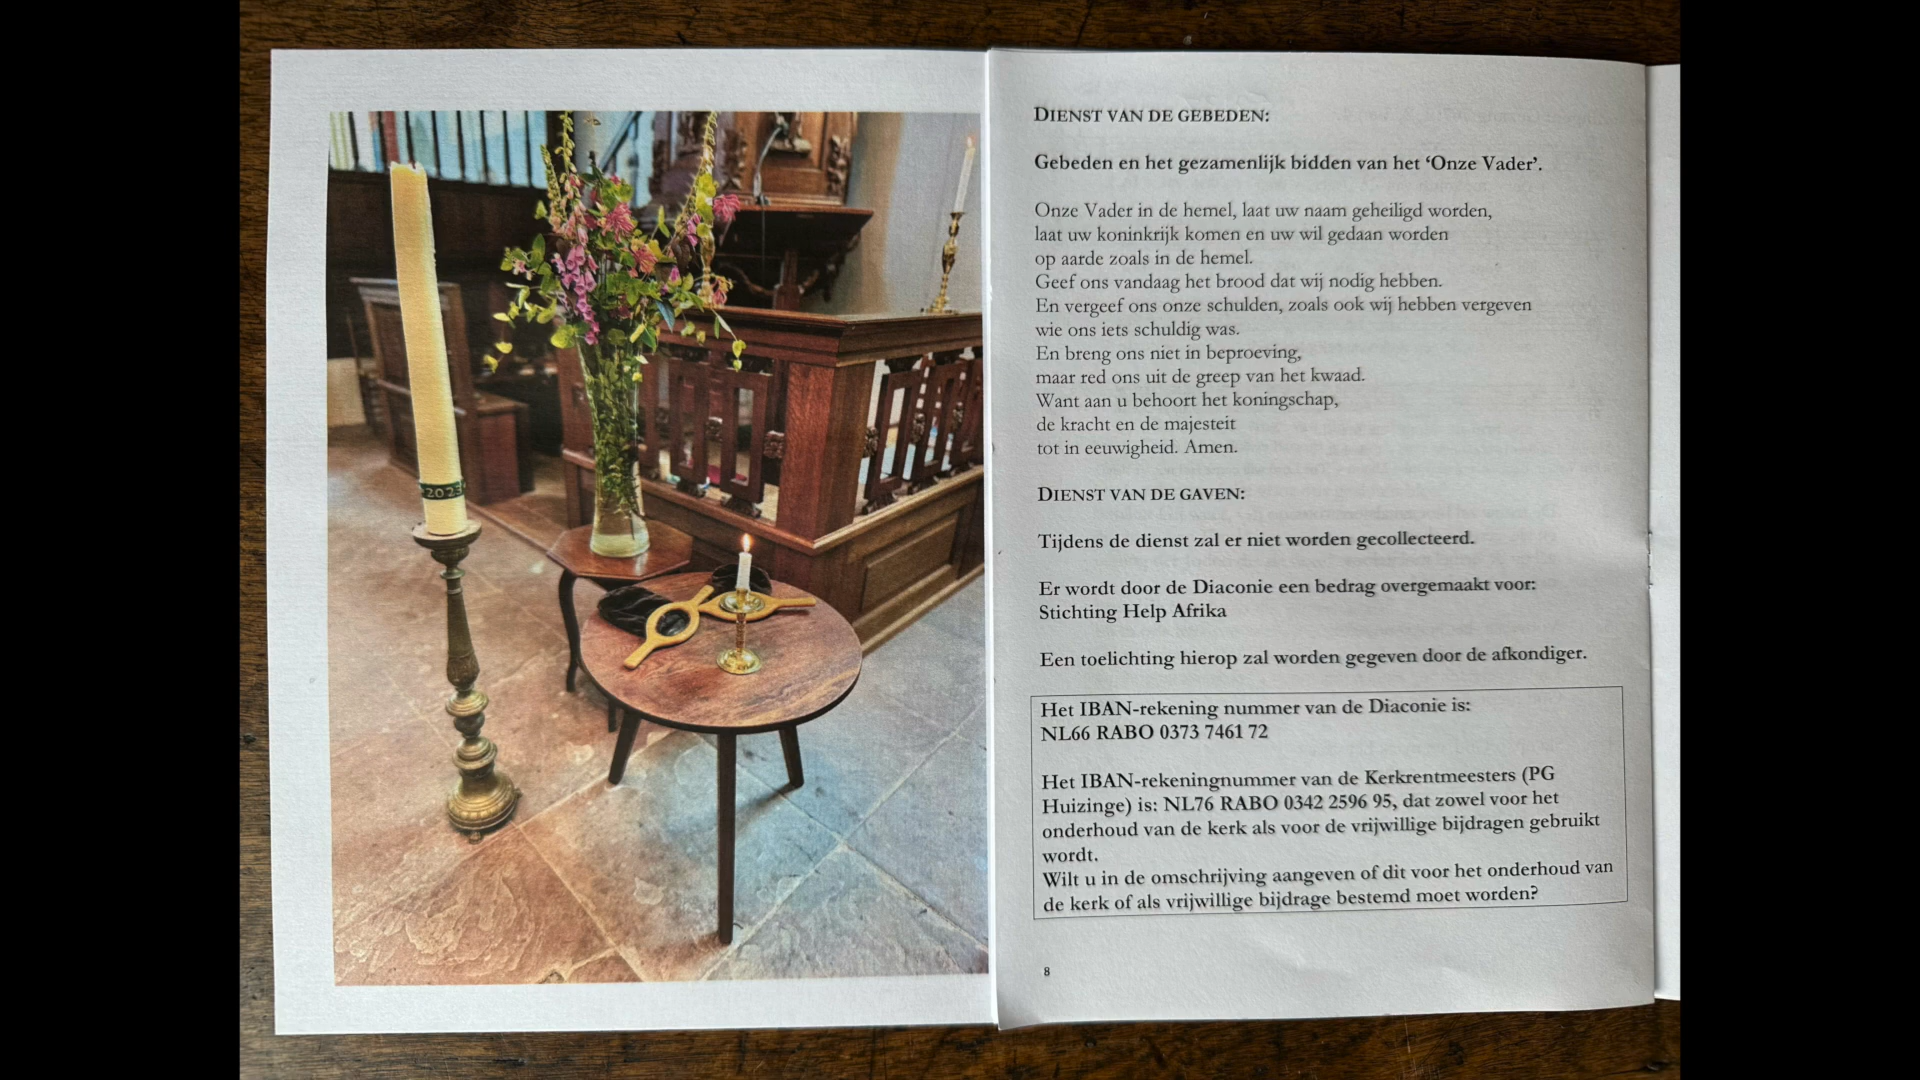 2023
DIENST VAN DE GEBEDEN:
Gebeden en het gezamenlijk bidden van het ‘Onze Vader’.
Onze Vader in de hemel, laat uw naam geheiligd worden,
laat uw koninkrijk komen en uw wil gedaan worden
op aarde zoals in de hemel.
Geef ons vandaag het brood dat wij nodig hebben.
En vergeef ons onze schulden, zoals ook wij hebben vergeven
wie ons iets schuldig was.
En breng ons niet in beproeving,
maar red ons uit de greep van het kwaad.
Want aan u behoort het koningschap,
de kracht en de majesteit
tot in eeuwigheid. Amen.
DIENST VAN DE GAVEN:
Tijdens de dienst zal er niet worden gecollecteerd.
Er wordt door de Diaconie een bedrag overgemaakt voor:
Stichting Help Afrika
Een toelichting hierop zal worden gegeven door de afkondiger.
Het IBAN-rekening nummer van de Diaconie is:
NL66 RABO 0373 7461 72
Het IBAN-rekeningnummer van de Kerkrentmeesters (PG
Huizinge) is: NL76 RABO 0342 2596 95, dat zowel voor het
onderhoud van de kerk als voor de vrijwillige bijdragen gebruikt
wordt.
Wilt u in de omschrijving aangeven of dit voor het onderhoud van
de kerk of als vrijwillige bijdrage bestemd moet worden?
8